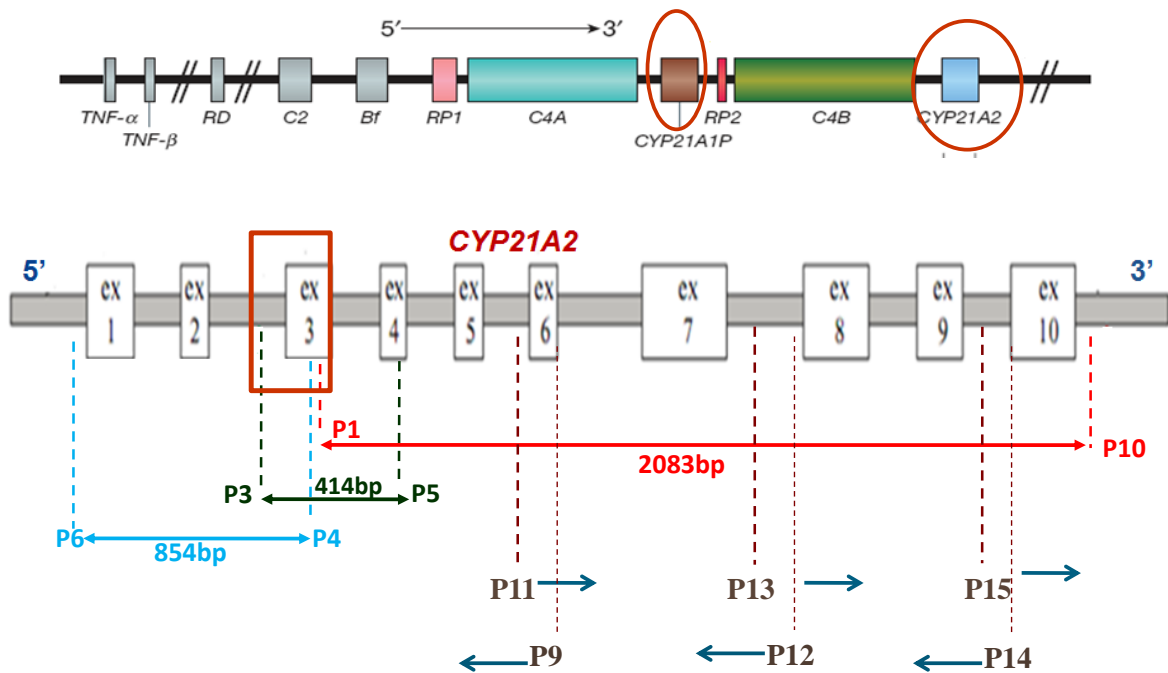 5′ 3′
TNF-α TNF-β RD C2 Bf RP1 C4A CYP21A1P RP2 C4B CYP21A2
CYP21A2
5’ 3’
ex 1 ex 2 ex 3 ex 4 ex 5 ex 6 ex 7 ex 8 ex 9 ex 10
P1 P10
2083bp
P3 414bp P5
P6 854bp P4
P11 P13 P15
P9 P12 P14